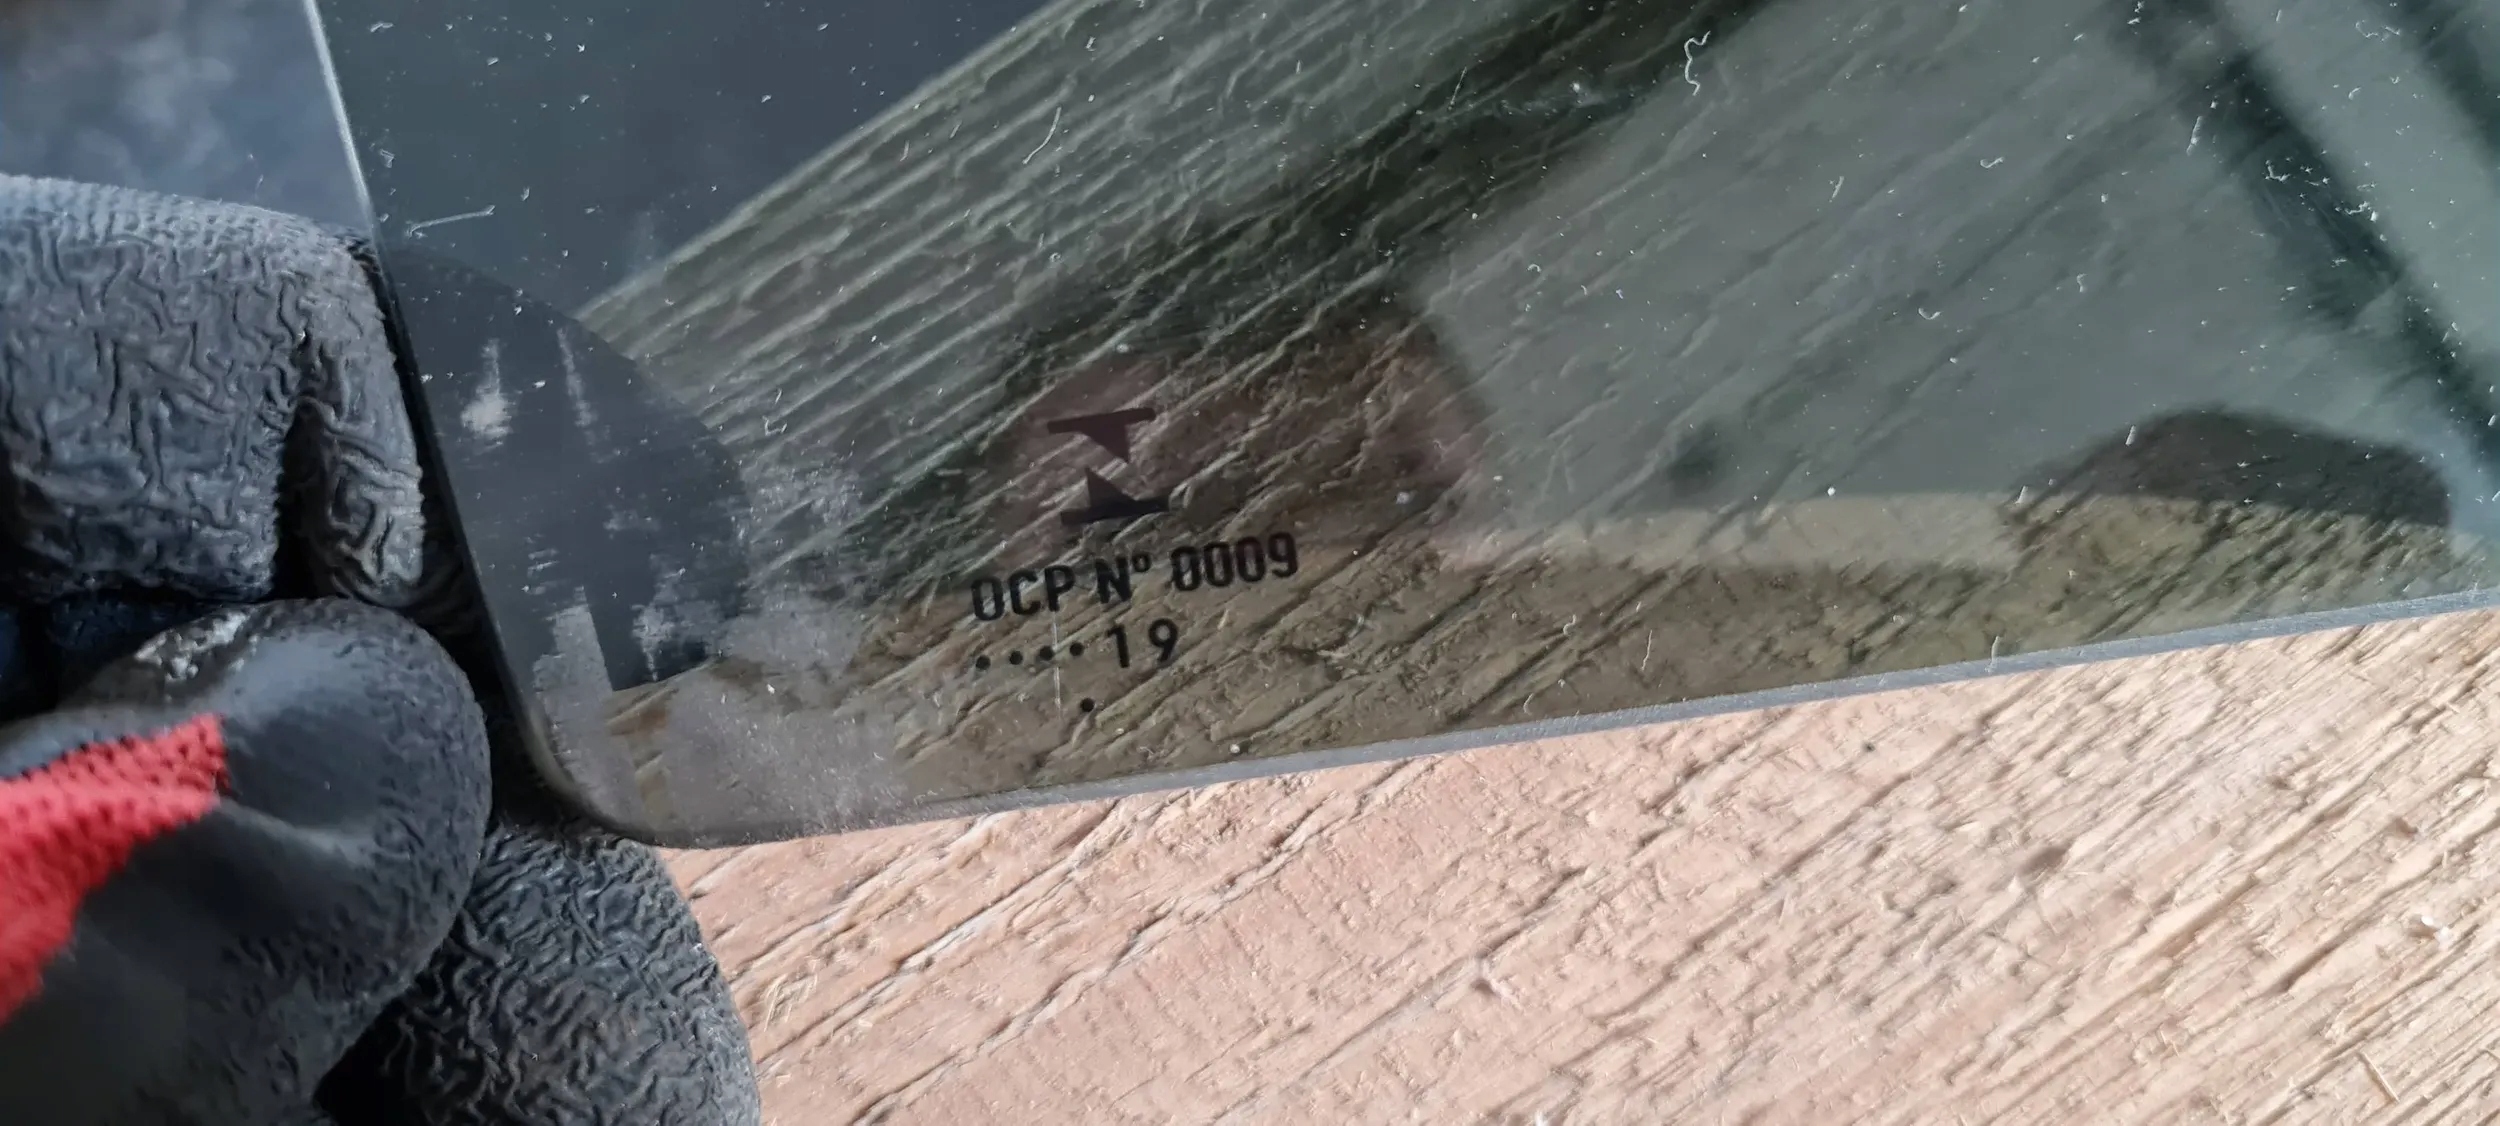 OCP Nº 0009
....19
.